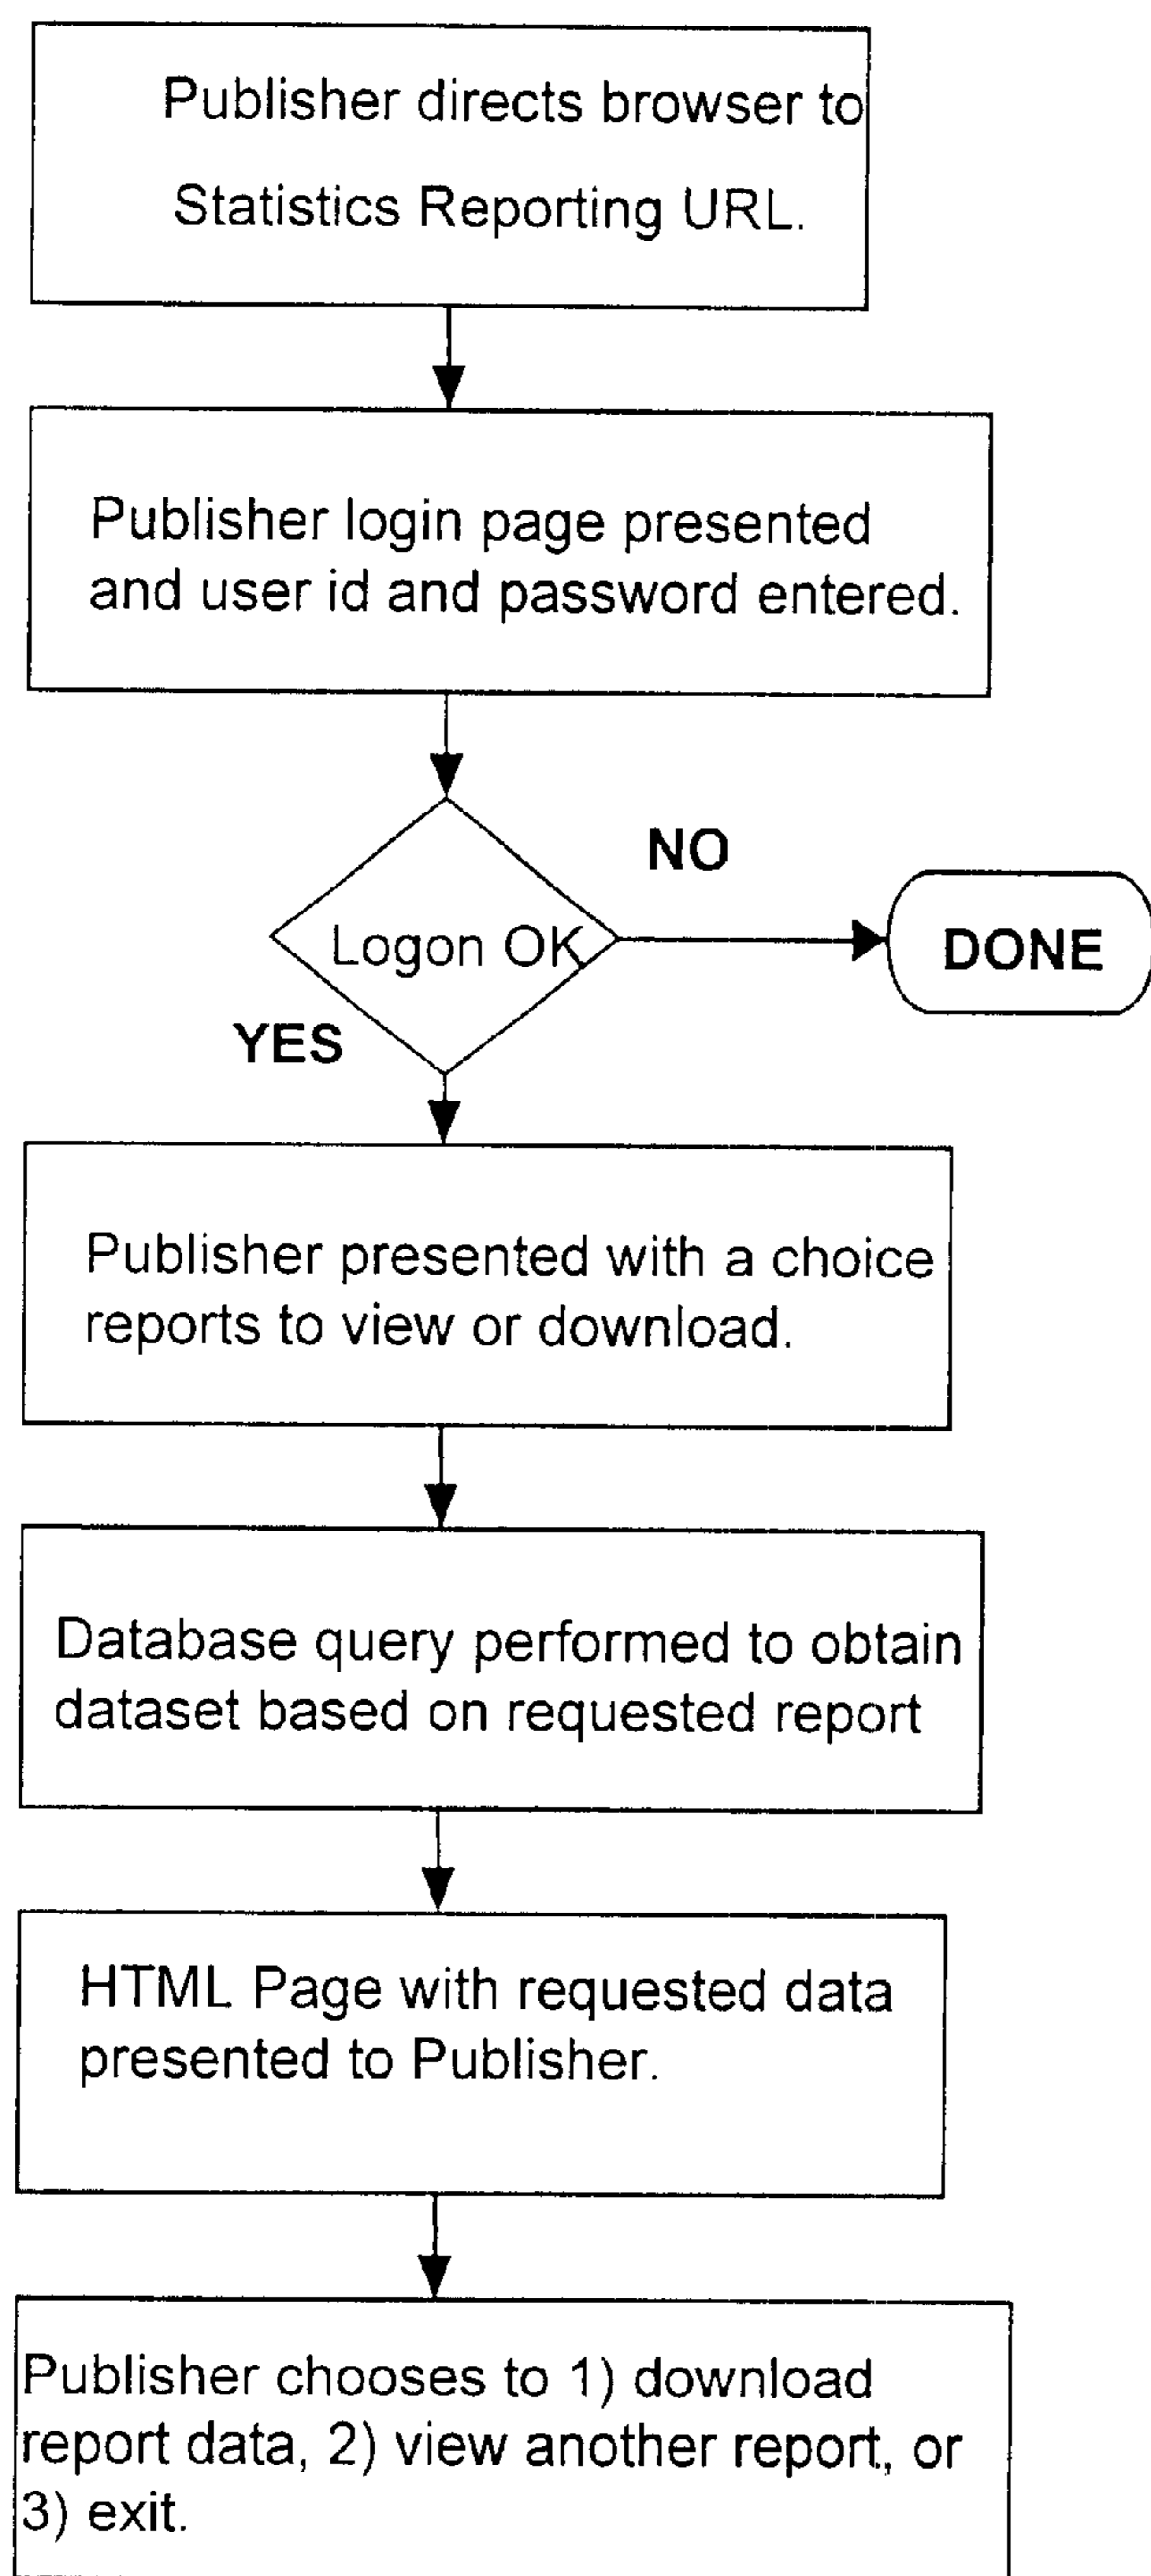 Publisher directs browser to
Statistics Reporting URL.
Publisher login page presented
and user id and password entered.
NO
Logon OK
DONE
YES
Publisher presented with a choice
reports to view or download.
Database query performed to obtain
dataset based on requested report
HTML Page with requested data
presented to Publisher.
Publisher chooses to 1) download
report data, 2) view another report, or
3) exit.